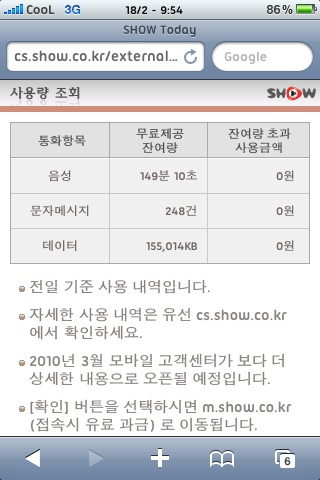 CooL 3G 18/2 - 9:54 86%
SHOW Today
cs.show.co.kr/external... Google
사용량 조회 SHOW
통화항목 무료제공 잔여량 잔여량 초과 사용금액
음성 149분 10초 0원
문자메시지 248건 0원
데이터 155,014KB 0원
전일 기준 사용 내역입니다.
자세한 사용 내역은 유선 cs.show.co.kr
에서 확인하세요.
2010년 3월 모바일 고객센터가 보다 더
상세한 내용으로 오픈될 예정입니다.
[확인] 버튼을 선택하시면 m.show.co.kr
(접속시 유료 과금) 로 이동됩니다.
6